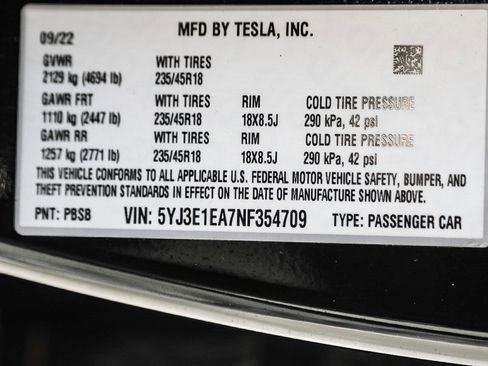 MFD BY TESLA, INC.
09/22
GVWR WITH TIRES
2129 kg (4694 lb) 235/45R18
GAWR FRT WITH TIRES RIM COLD TIRE PRESSURE
1110 kg (2447 lb) 235/45R18 18X8.5J 290 kPa, 42 psi
GAWR RR WITH TIRES RIM COLD TIRE PRESSURE
1257 kg (2771 lb) 235/45R18 18X8.5J 290 kPa, 42 psi
THIS VEHICLE CONFORMS TO ALL APPLICABLE U.S. FEDERAL MOTOR VEHICLE SAFETY, BUMPER, AND
THEFT PREVENTION STANDARDS IN EFFECT ON THE DATE OF MANUFACTURE SHOWN ABOVE.
PNT: PBSB VIN: 5YJ3E1EA7NF354709 TYPE: PASSENGER CAR